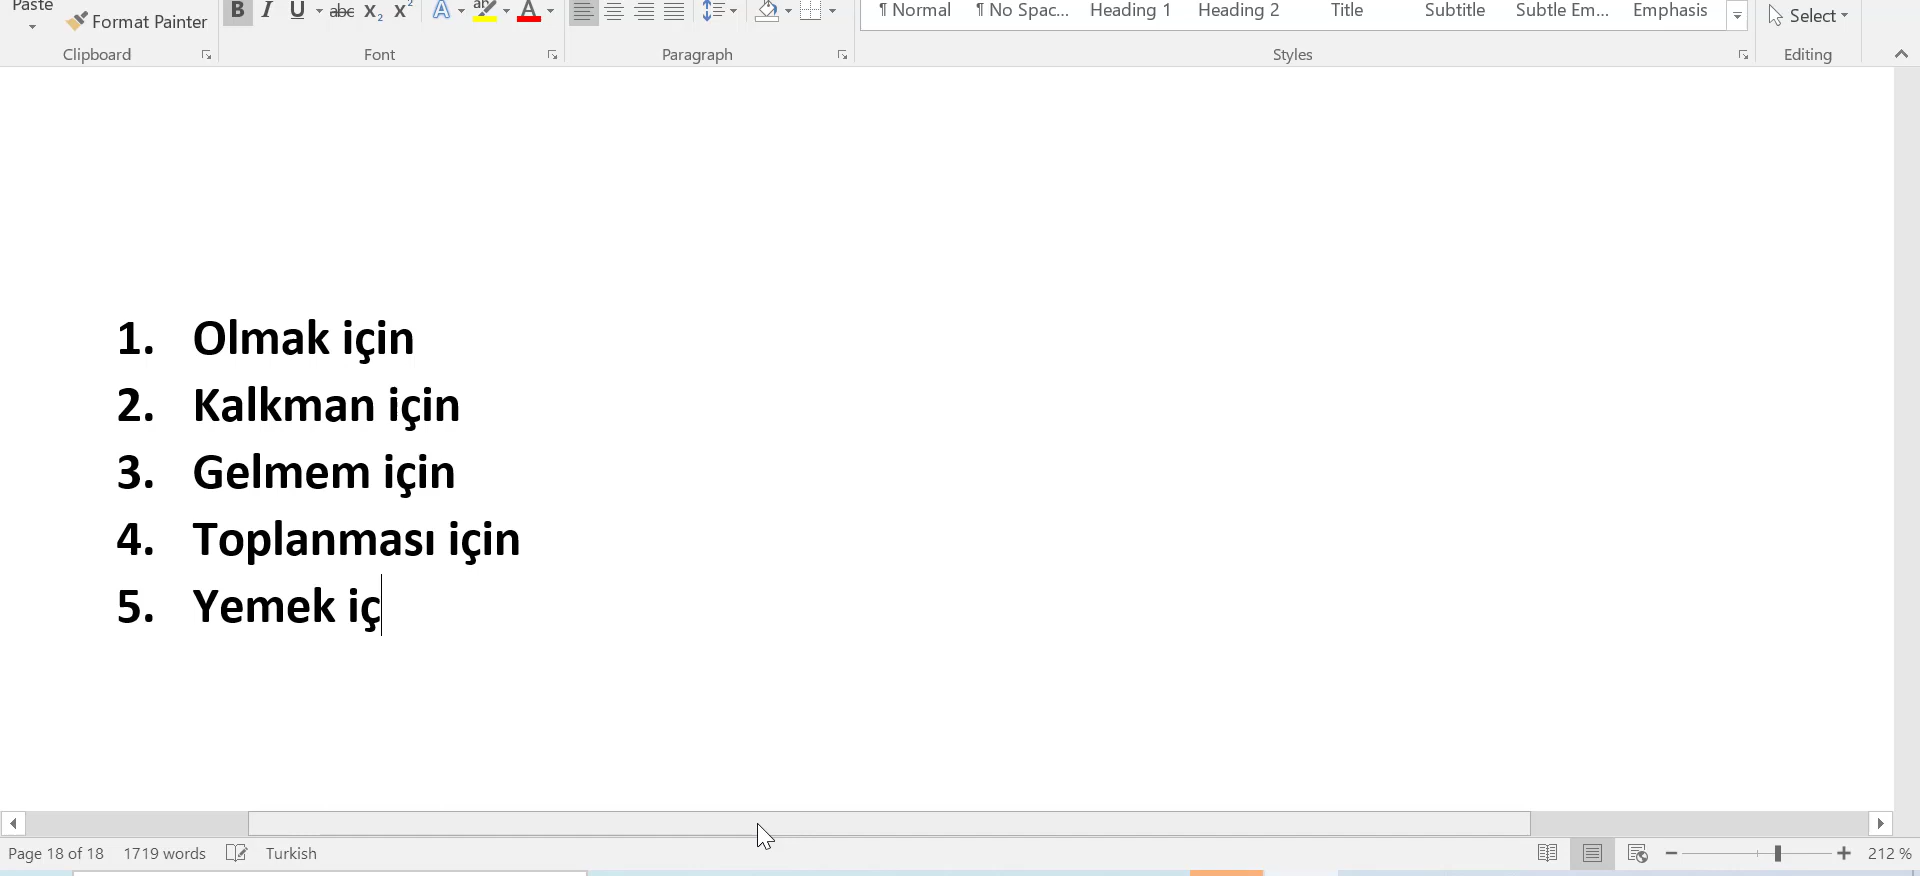 Paste
Format Painter
B I U abc X₂ X² A ab A
¶ Normal ¶ No Spac... Heading 1 Heading 2 Title Subtitle Subtle Em... Emphasis
Select
Clipboard Font Paragraph Styles Editing
1. Olmak için
2. Kalkman için
3. Gelmem için
4. Toplanması için
5. Yemek iç
Page 18 of 18 1719 words Turkish 212 %